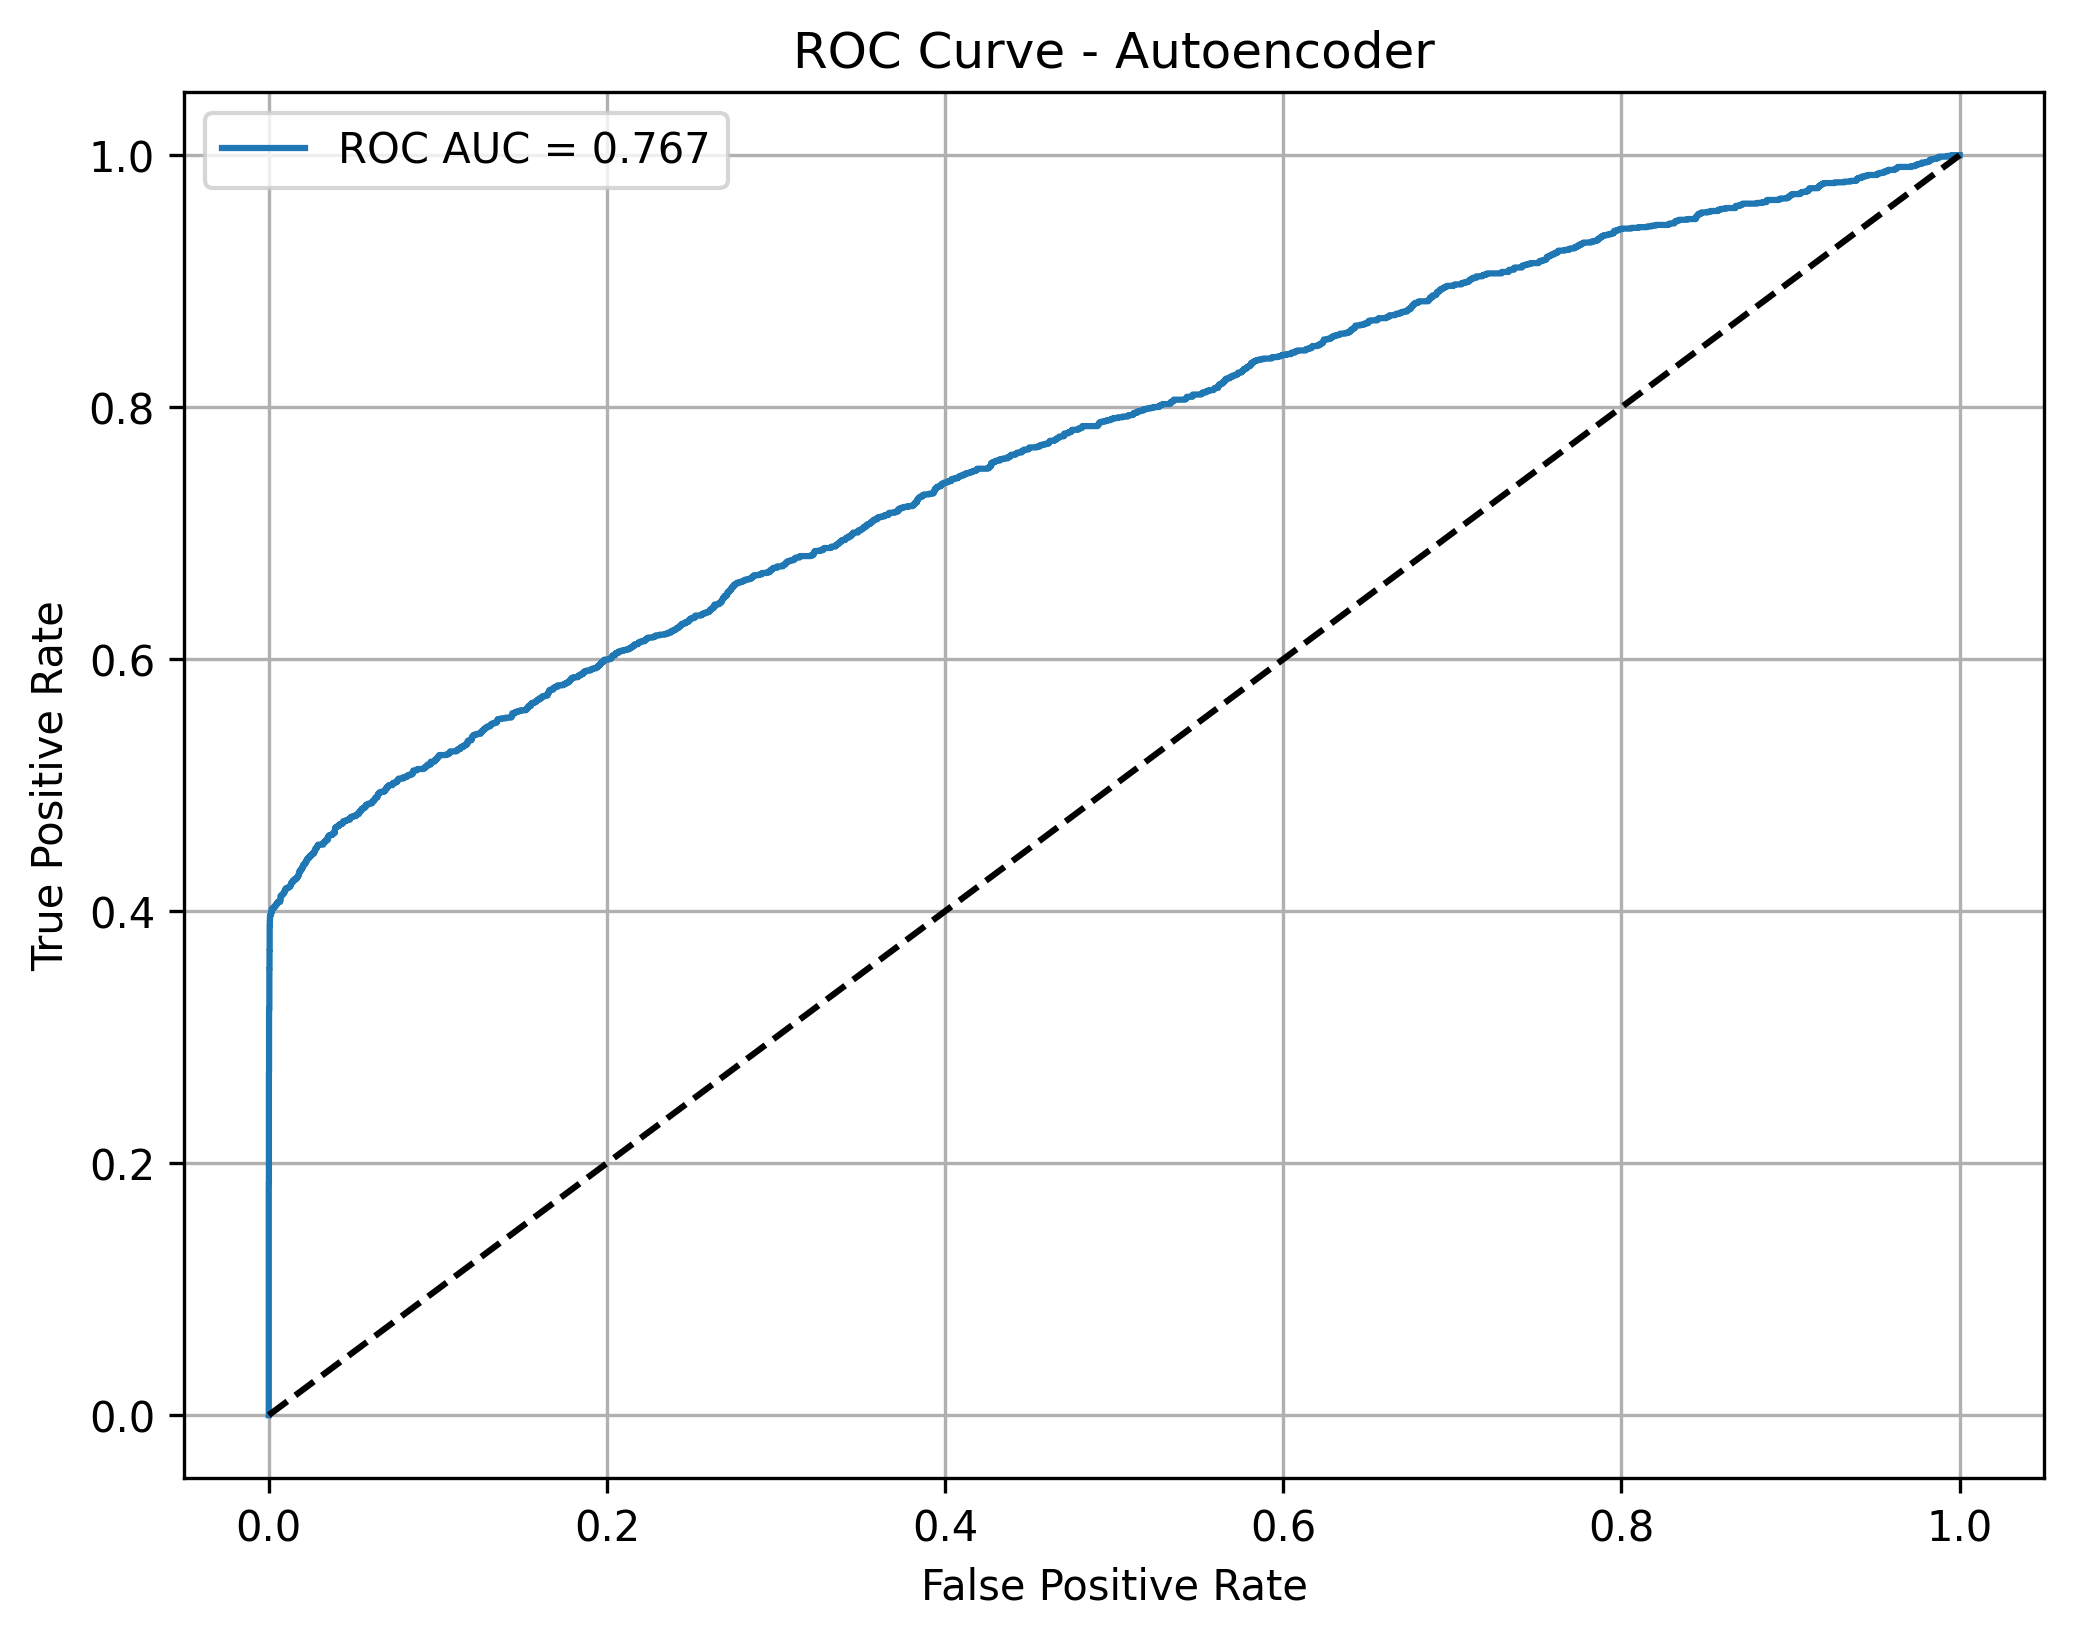 ROC Curve - Autoencoder
ROC AUC = 0.767
True Positive Rate
1.0
0.8
0.6
0.4
0.2
0.0
0.0 0.2 0.4 0.6 0.8 1.0
False Positive Rate